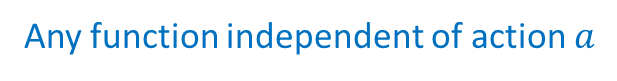 Any function independent of action 𝑎